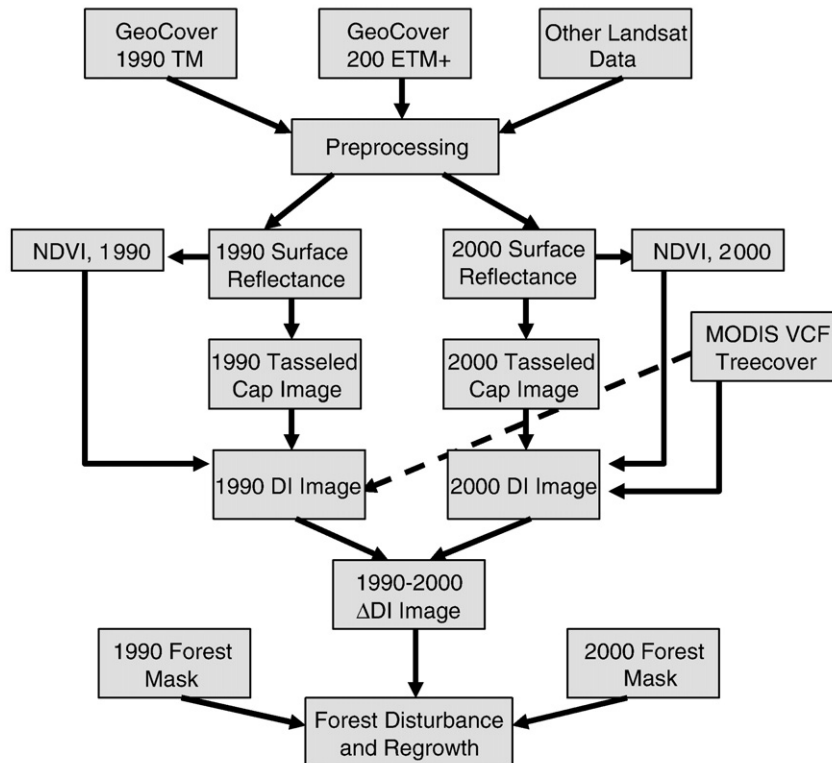 GeoCover
1990 TM
GeoCover
200 ETM+
Other Landsat
Data
Preprocessing
NDVI, 1990
1990 Surface
Reflectance
2000 Surface
Reflectance
NDVI, 2000
MODIS VCF
Treecover
1990 Tasseled
Cap Image
2000 Tasseled
Cap Image
1990 DI Image
2000 DI Image
1990-2000
ΔDI Image
1990 Forest
Mask
2000 Forest
Mask
Forest Disturbance
and Regrowth